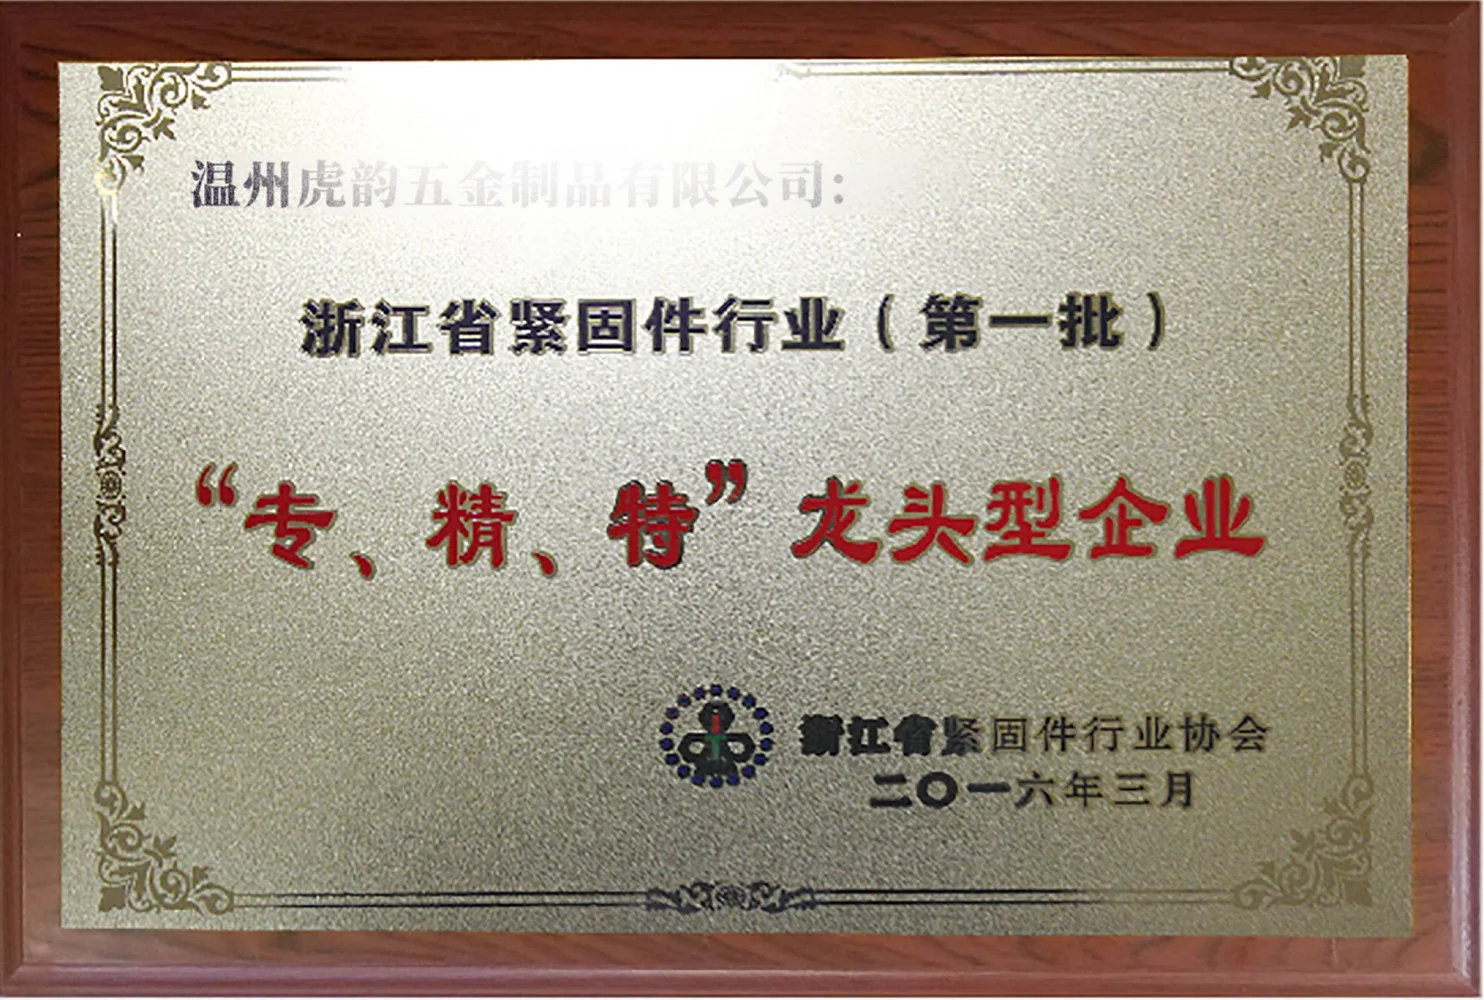 温州虎韵五金制品有限公司:
浙江省紧固件行业（第一批）
“专、精、特”龙头型企业
浙江省紧固件行业协会
二〇一六年三月